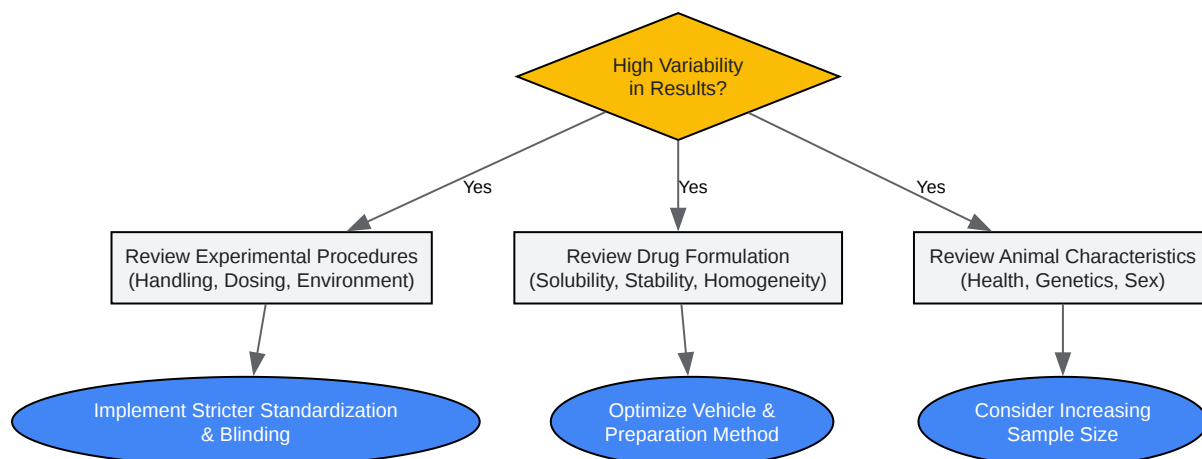 High Variability
in Results?
Yes
Yes
Yes
Review Experimental Procedures
(Handling, Dosing, Environment)
Review Drug Formulation
(Solubility, Stability, Homogeneity)
Review Animal Characteristics
(Health, Genetics, Sex)
Implement Stricter Standardization
& Blinding
Optimize Vehicle &
Preparation Method
Consider Increasing
Sample Size